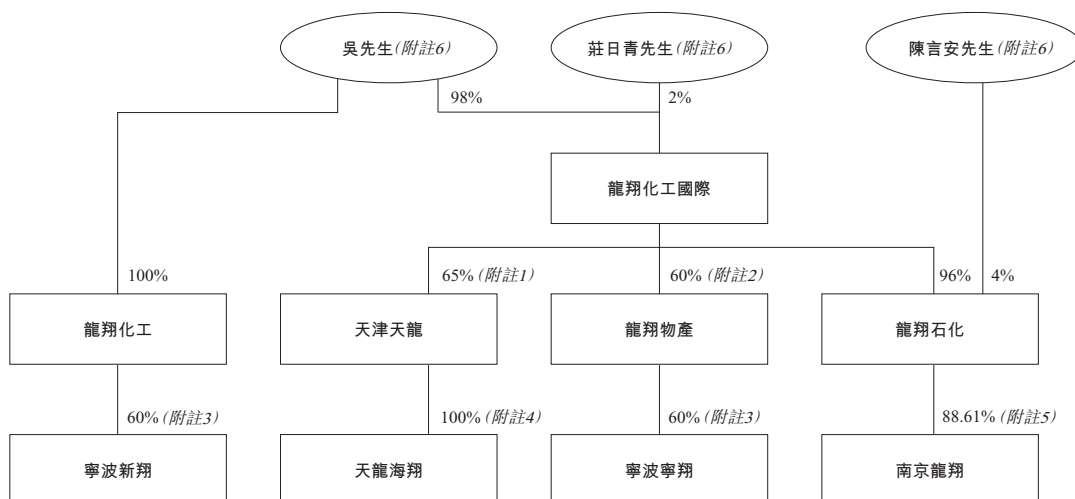 吳先生(附註6)
莊日青先生(附註6)
陳言安先生(附註6)
98%
2%
龍翔化工國際
100%
65% (附註1)
60% (附註2)
96%
4%
龍翔化工
天津天龍
龍翔物產
龍翔石化
60% (附註3)
100% (附註4)
60% (附註3)
88.61% (附註5)
寧波新翔
天龍海翔
寧波寧翔
南京龍翔